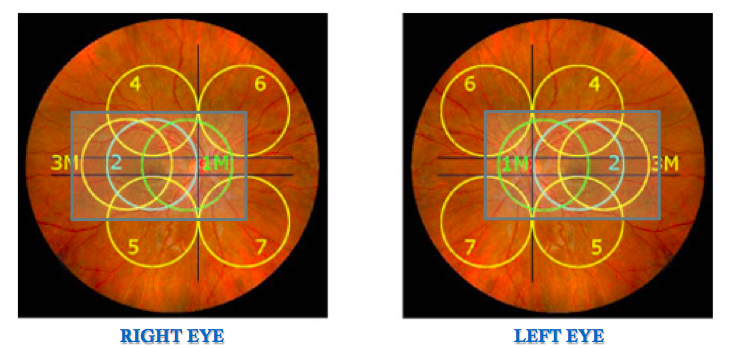 4 6
3M 2 1M
5 7
6 4
1M 2 3M
7 5
RIGHT EYE
LEFT EYE